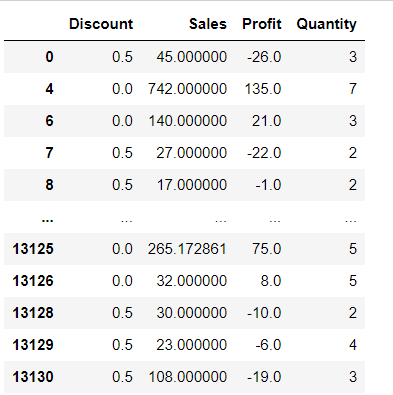 Discount Sales Profit Quantity
0 0.5 45.000000 -26.0 3
4 0.0 742.000000 135.0 7
6 0.0 140.000000 21.0 3
7 0.5 27.000000 -22.0 2
8 0.5 17.000000 -1.0 2
... ... ... ... ...
13125 0.0 265.172861 75.0 5
13126 0.0 32.000000 8.0 5
13128 0.5 30.000000 -10.0 2
13129 0.5 23.000000 -6.0 4
13130 0.5 108.000000 -19.0 3